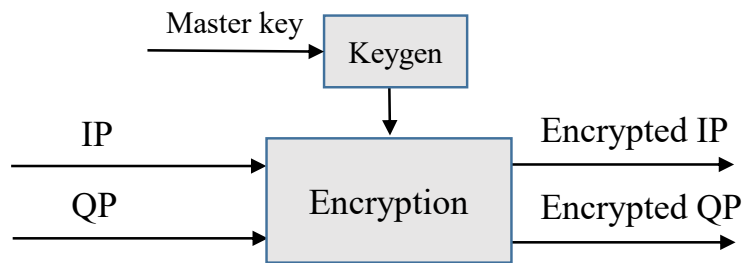 Master key
Keygen
IP
Encrypted IP
Encryption
QP
Encrypted QP